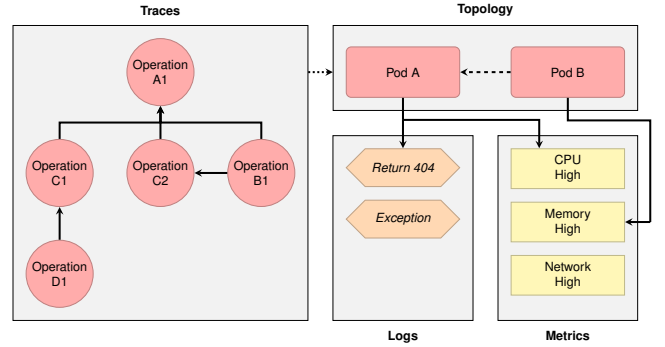 Traces
Operation
A1
Operation
C1
Operation
C2
Operation
B1
Operation
D1
Topology
Pod A
Pod B
Return 404
Exception
Logs
CPU
High
Memory
High
Network
High
Metrics